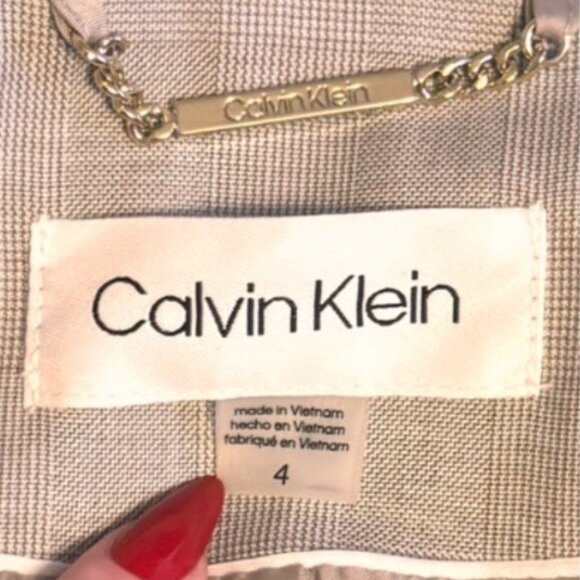 Calvin Klein
Calvin Klein
made in Vietnam
hecho en Vietnam
fabriqué en Vietnam
4